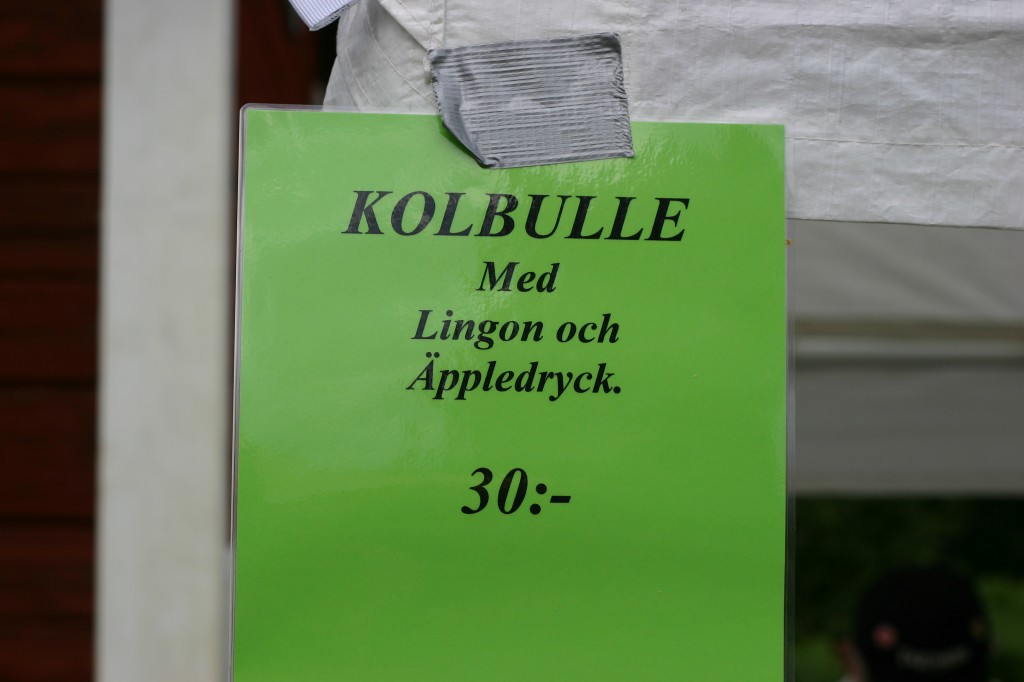 KOLBULLE
Med
Lingon och
Äppledryck.
30:-